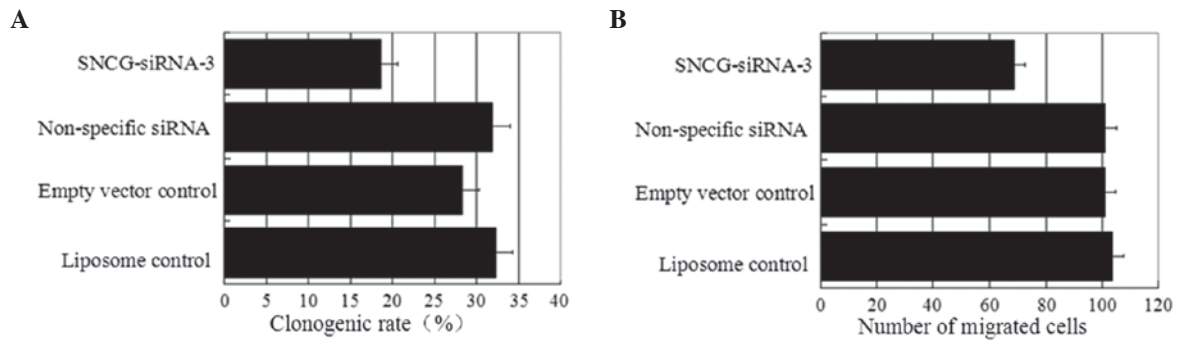 A
SNCG-siRNA-3
Non-specific siRNA
Empty vector control
Liposome control
0 5 10 15 20 25 30 35 40
Clonogenic rate（%）
B
SNCG-siRNA-3
Non-specific siRNA
Empty vector control
Liposome control
0 20 40 60 80 100 120
Number of migrated cells